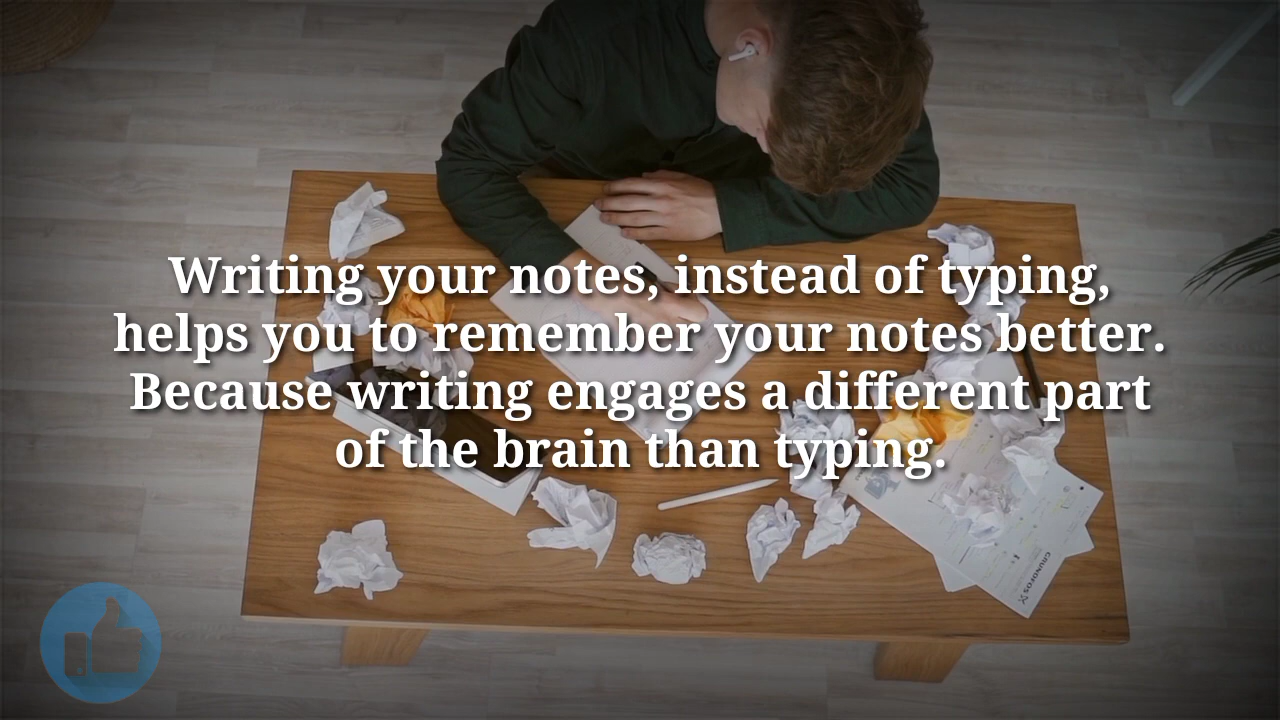 Writing your notes, instead of typing,
helps you to remember your notes better.
Because writing engages a different part
of the brain than typing.
GRUNDFOS